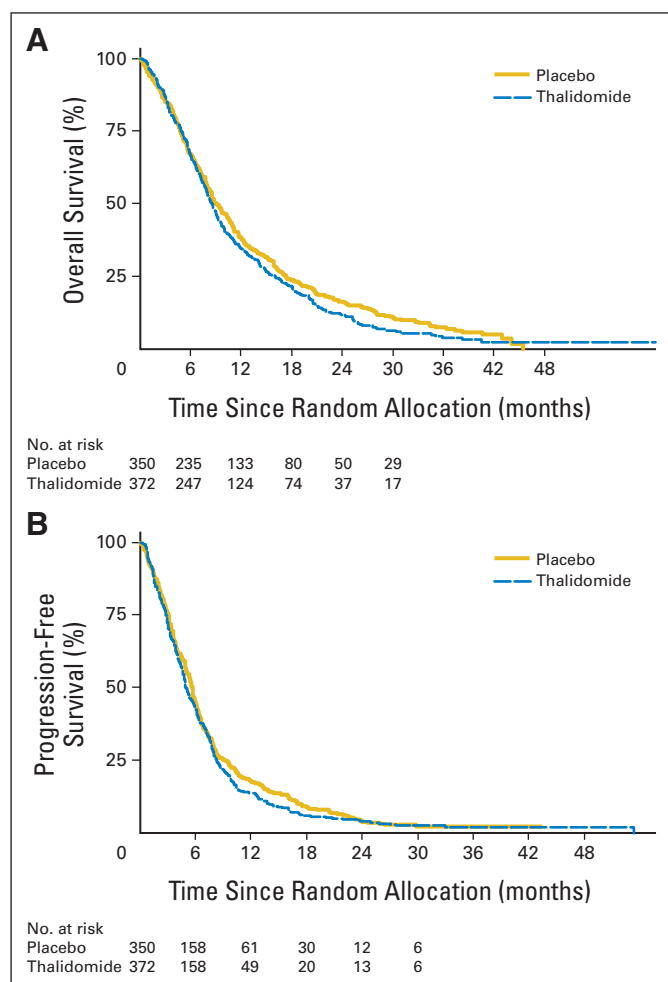 A
100
75
50
25
0
6
12
18
24
30
36
42
48
Overall Survival (%)
Time Since Random Allocation (months)
Placebo
Thalidomide
No. at risk
Placebo 350 235 133 80 50 29
Thalidomide 372 247 124 74 37 17
B
100
75
50
25
0
6
12
18
24
30
36
42
48
Progression-Free
Survival (%)
Time Since Random Allocation (months)
Placebo
Thalidomide
No. at risk
Placebo 350 158 61 30 12 6
Thalidomide 372 158 49 20 13 6